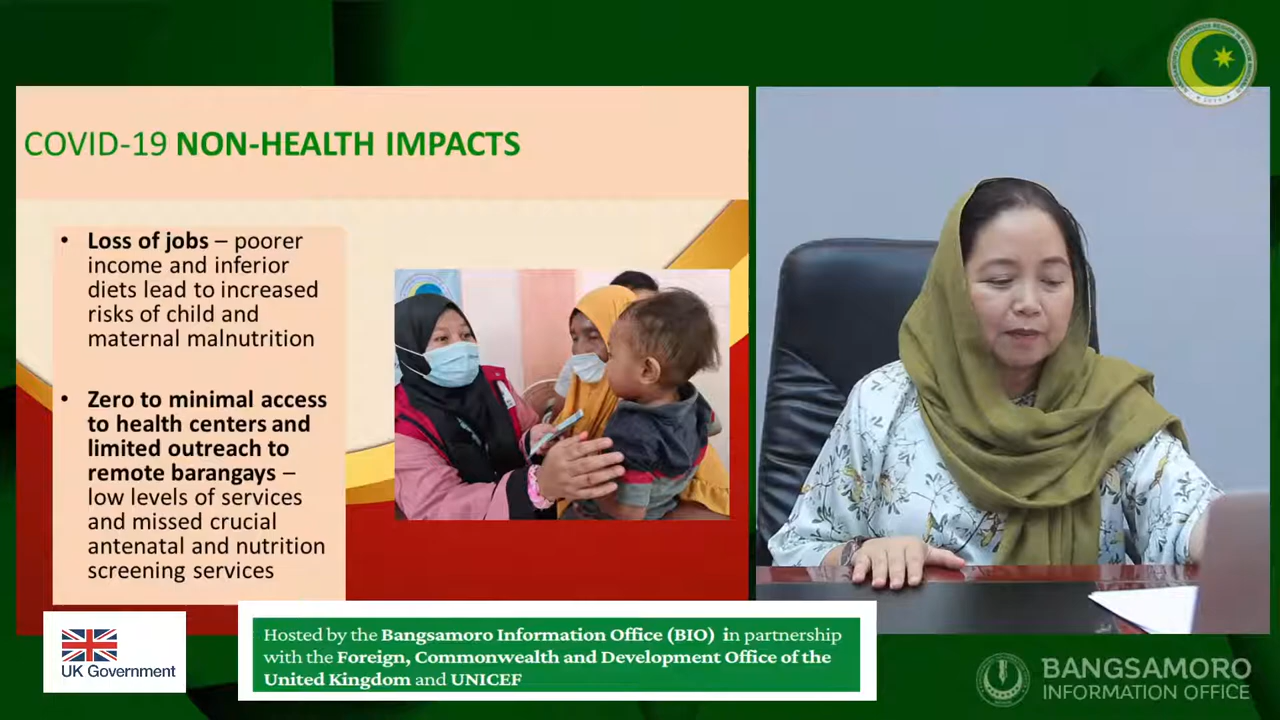 COVID-19 NON-HEALTH IMPACTS
• Loss of jobs – poorer
income and inferior
diets lead to increased
risks of child and
maternal malnutrition
• Zero to minimal access
to health centers and
limited outreach to
remote barangays –
low levels of services
and missed crucial
antenatal and nutrition
screening services
UK Government
Hosted by the Bangsamoro Information Office (BIO) in partnership
with the Foreign, Commonwealth and Development Office of the
United Kingdom and UNICEF
BANGSAMORO
INFORMATION OFFICE